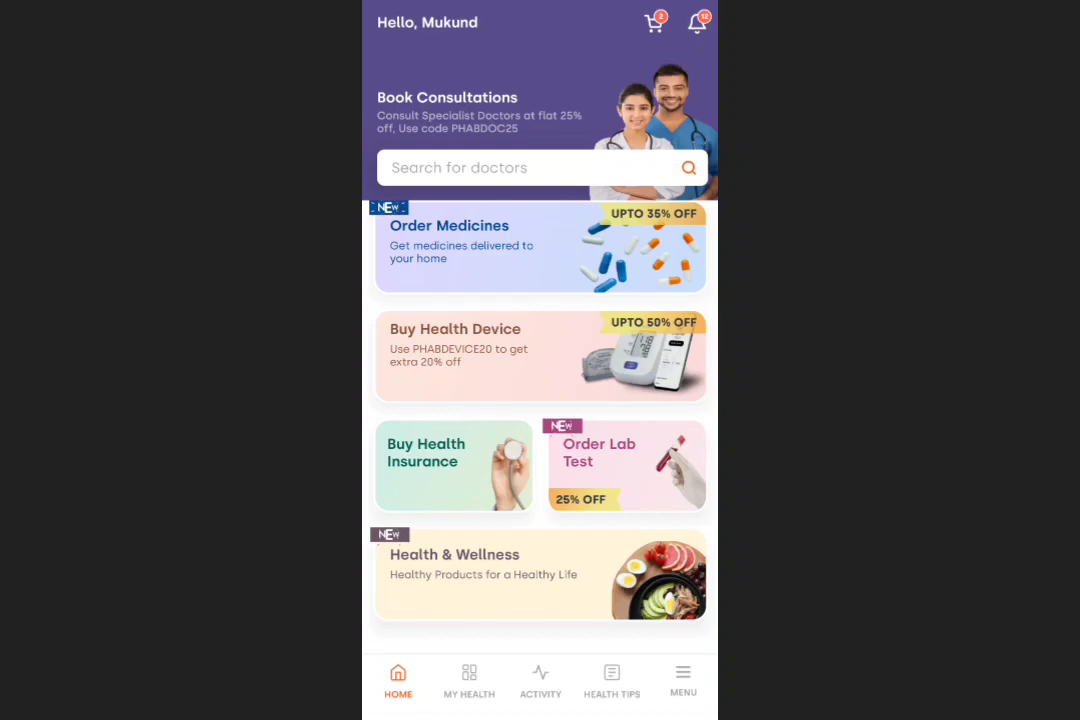 Hello, Mukund
2
12
Book Consultations
Consult Specialist Doctors at flat 25%
off, Use code PHABDOC25
Search for doctors
NEW
UPTO 35% OFF
Order Medicines
Get medicines delivered to
your home
UPTO 50% OFF
Buy Health Device
Use PHABDEVICE20 to get
extra 20% off
Buy Health
Insurance
NEW
Order Lab
Test
25% OFF
NEW
Health & Wellness
Healthy Products for a Healthy Life
HOME
MY HEALTH
ACTIVITY
HEALTH TIPS
MENU